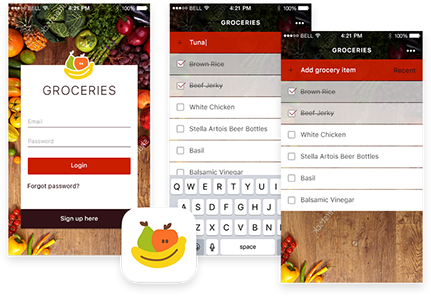 BELL
4:21 PM
GROCERIES
Email
Password
Login
Forgot password?
Sign up here
BELL
4:21 PM
GROCERIES
Tuna
Brown Rice
Beef Jerky
White Chicken
Stella Artois Beer Bottles
Basil
Balsamic Vinegar
Q W E R T Y U I
A S D F G H J
Z X C V B
123
space
BELL
4:21 PM
GROCERIES
+ Add grocery item
Recent
Brown Rice
Beef Jerky
White Chicken
Stella Artois Beer Bottles
Basil
Balsamic Vinegar